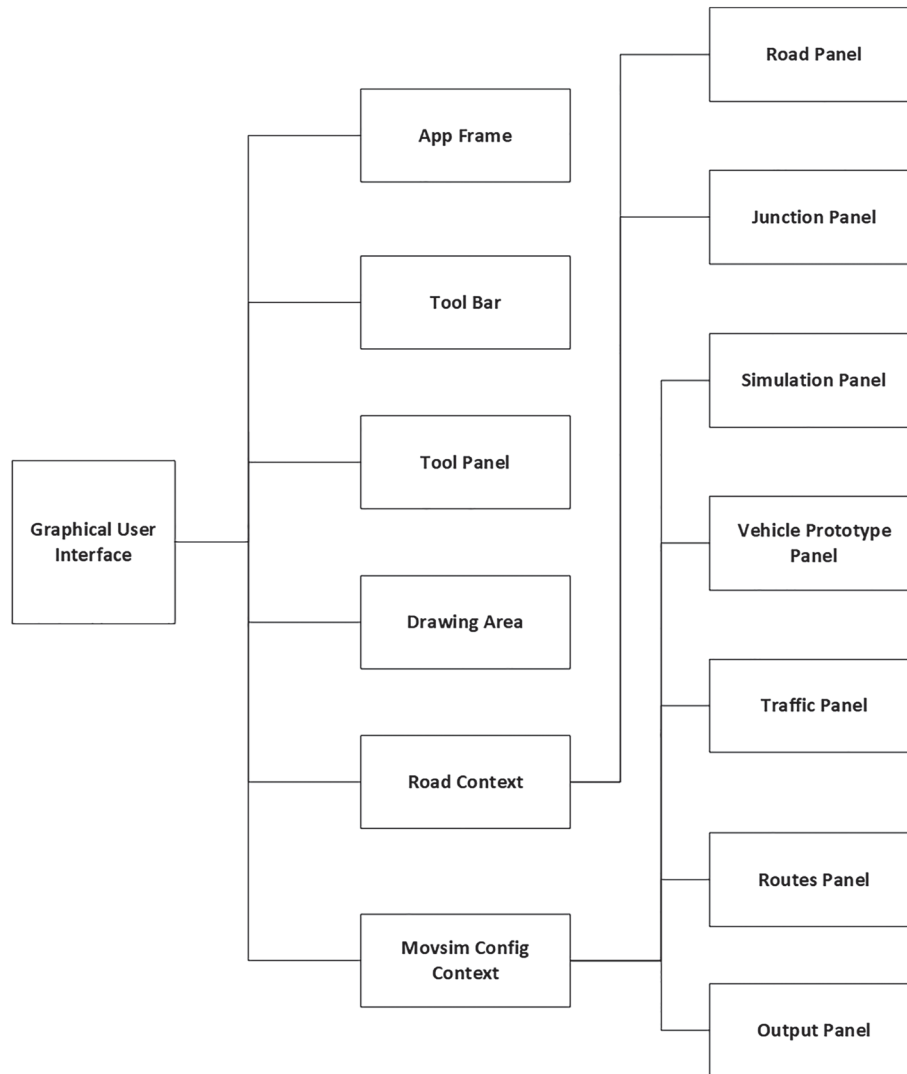 Graphical User
Interface
App Frame
Tool Bar
Tool Panel
Drawing Area
Road Context
Movsim Config
Context
Road Panel
Junction Panel
Simulation Panel
Vehicle Prototype
Panel
Traffic Panel
Routes Panel
Output Panel